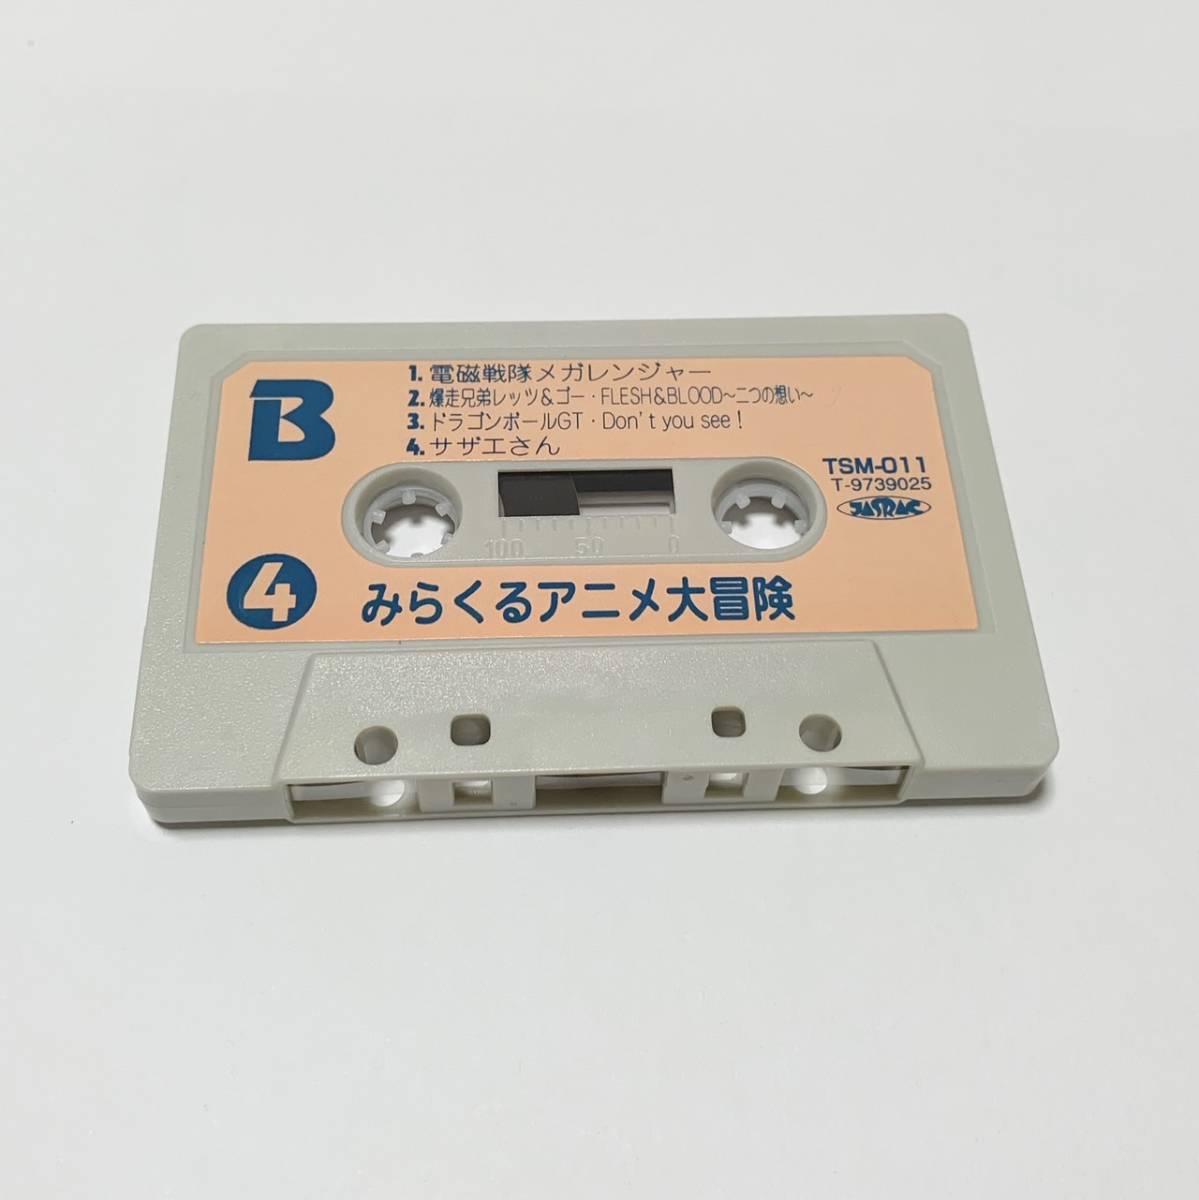 B
1. 電磁戦隊メガレンジャー
2. 爆走兄弟レッツ&ゴー・FLESH&BLOOD～二つの想い～
3. ドラゴンボールGT・Don't you see!
4. サザエさん
TSM-011
T-9739025
JASRAC
100 50 0
4 みらくるアニメ大冒険